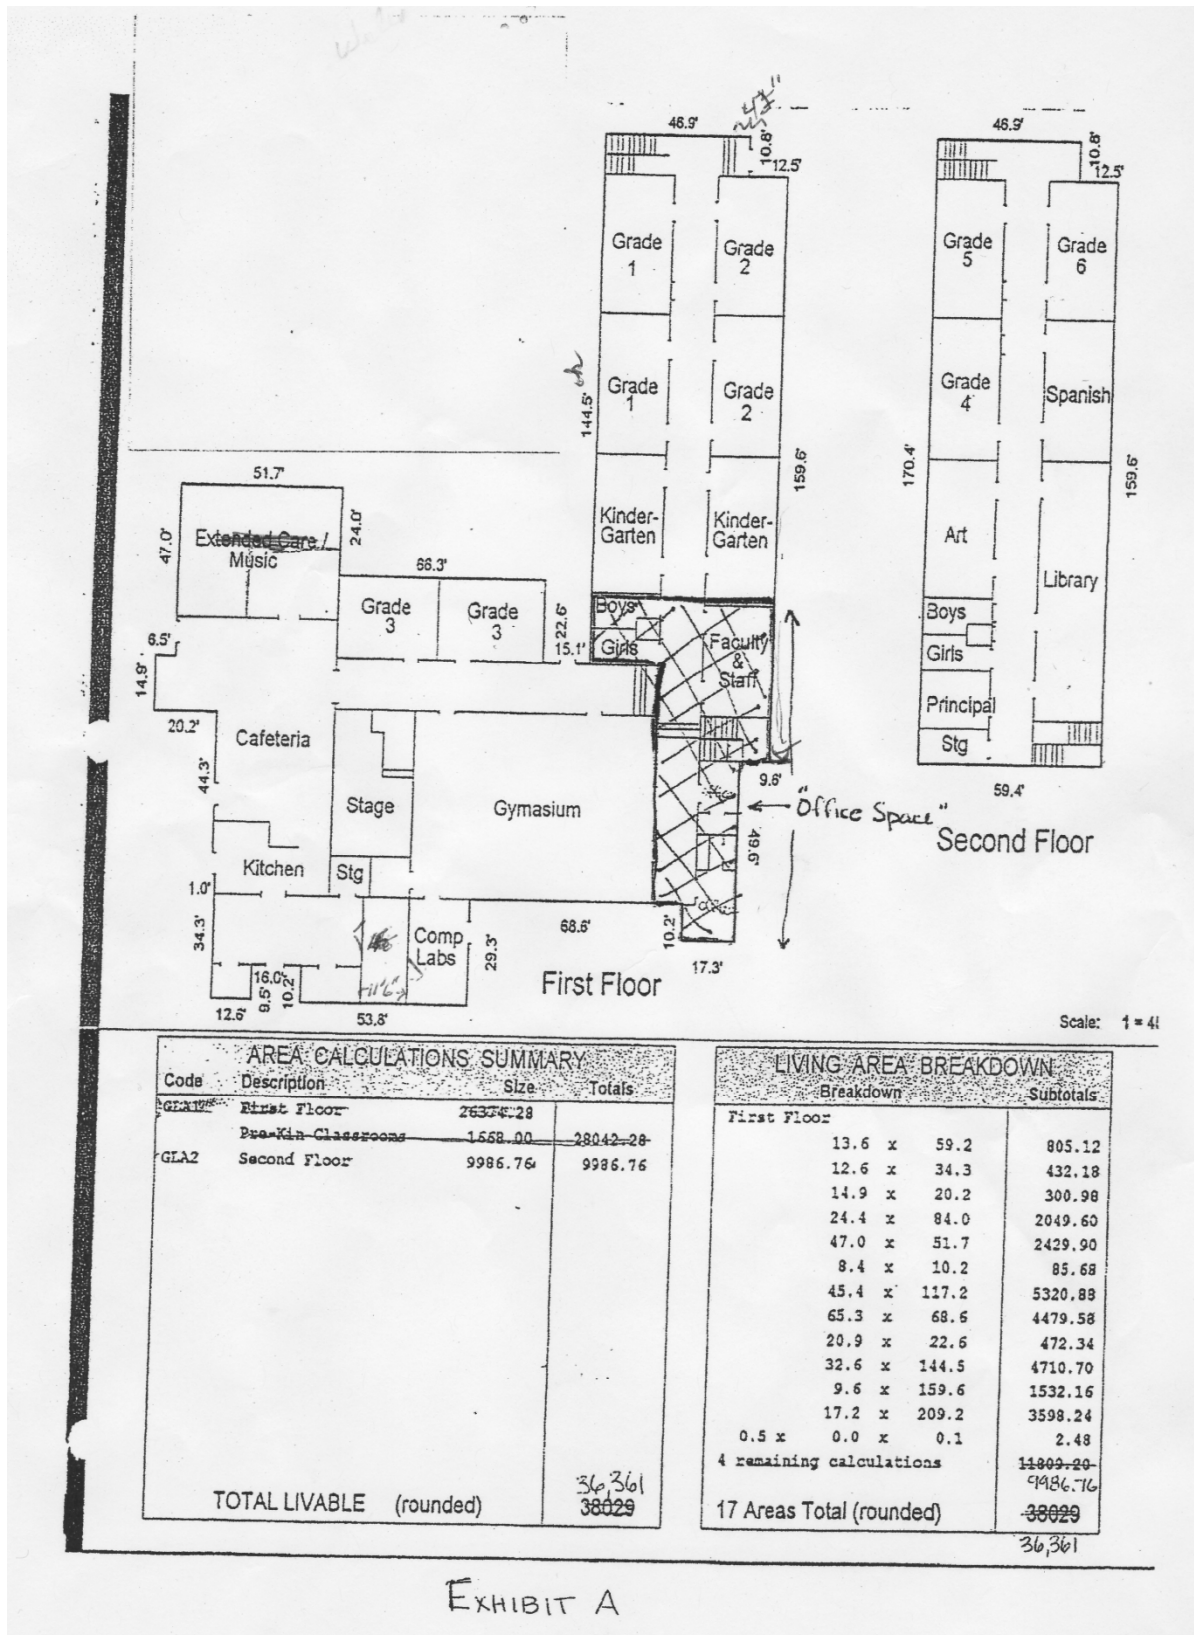 46.9'
10.8'
12.5'
46.9'
10.8'
12.5'
Grade
1
Grade
2
Grade
5
Grade
6
Grade
1
Grade
2
Grade
4
Spanish
144.5' ok
159.6'
170.4'
159.6'
51.7'
47.0'
24.0'
Extended Care /
Music
Kinder-
Garten
Kinder-
Garten
Art
Library
66.3'
Grade
3
Grade
3
22.6'
15.1'
Boys
Girls
Faculty
&
Staff
Boys
Girls
Principal
Stg
6.5'
14.9'
20.2'
Cafeteria
44.3'
Stage
Gymasium
9.6'
"Office Space"
49.6'
59.4'
Second Floor
Kitchen
Stg
1.0'
34.3'
Comp
Labs
29.3'
68.6'
10.2'
17.3'
First Floor
16.0'
9.5'
10.2'
11'6"
12.6'
53.8'
Scale: 1 = 4
AREA CALCULATIONS SUMMARY
Code Description Size Totals
GLA1 First Floor 26374.28
Pre-Kin Classrooms 1668.00 28042.28
GLA2 Second Floor 9986.76 9986.76
36,361
TOTAL LIVABLE (rounded) 38029
LIVING AREA BREAKDOWN
Breakdown Subtotals
First Floor
13.6 x 59.2 805.12
12.6 x 34.3 432.18
14.9 x 20.2 300.98
24.4 x 84.0 2049.60
47.0 x 51.7 2429.90
8.4 x 10.2 85.68
45.4 x 117.2 5320.88
65.3 x 68.6 4479.58
20.9 x 22.6 472.34
32.6 x 144.5 4710.70
9.6 x 159.6 1532.16
17.2 x 209.2 3598.24
0.5 x 0.0 x 0.1 2.48
4 remaining calculations 11809.20
9986.76
17 Areas Total (rounded) 38029
36,361
EXHIBIT A